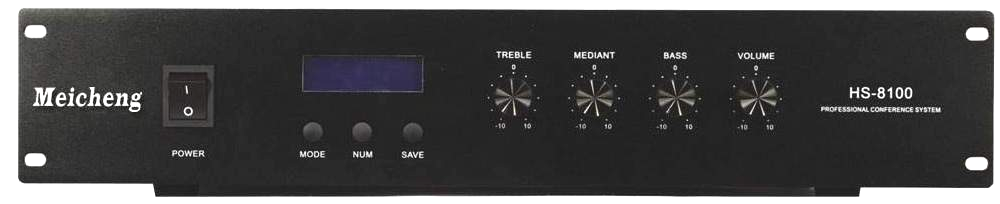 Meicheng
I
O
POWER
MODE NUM SAVE
TREBLE MEDIANT BASS VOLUME
0 0 0 0
-10 10 -10 10 -10 10 -10 10
HS-8100
PROFESSIONAL CONFERENCE SYSTEM